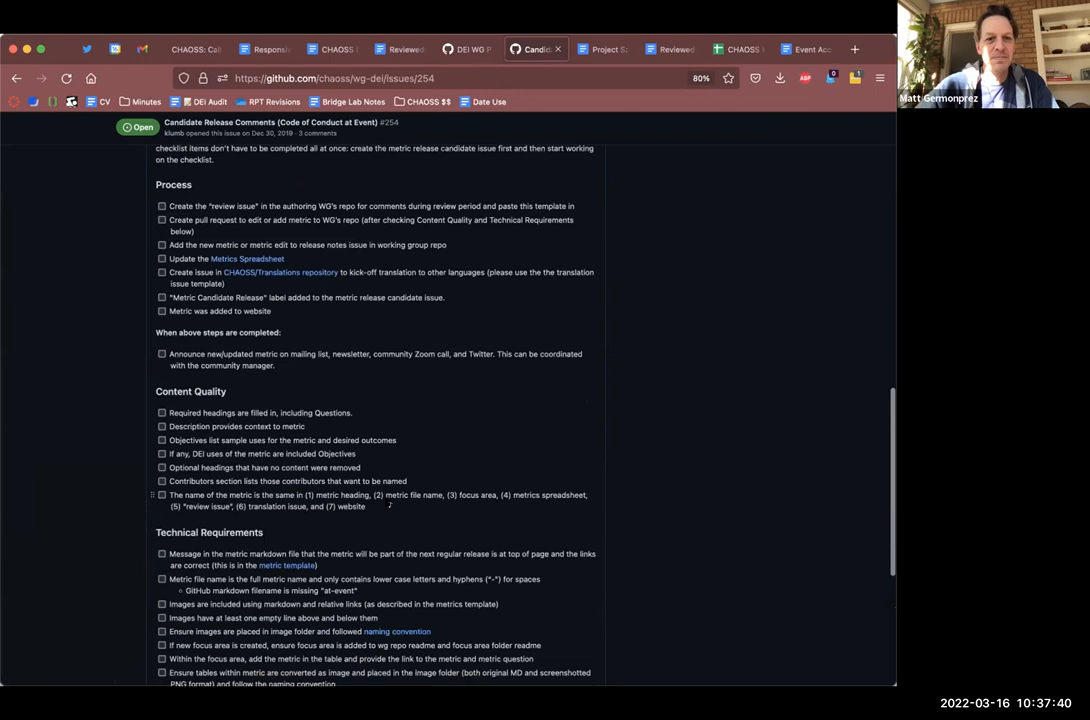 CHAOSS: Cal
Responsiv
CHAOSS
Reviewed
DEI WG P
Candid
Project S
Reviewed
CHAOSS
Event Acc
https://github.com/chaoss/wg-dei/issues/254
80%
CV
Minutes
DEI Audit
RPT Revisions
Bridge Lab Notes
CHAOSS $$
Date Use
Matt Germonprez
Open
Candidate Release Comments (Code of Conduct at Event) #254
klumb opened this issue on Dec 30, 2019 · 3 comments
checklist items don't have to be completed all at once: create the metric release candidate issue first and then start working
on the checklist.
Process
Create the "review issue" in the authoring WG's repo for comments during review period and paste this template in
Create pull request to edit or add metric to WG's repo (after checking Content Quality and Technical Requirements
below)
Add the new metric or metric edit to release notes issue in working group repo
Update the Metrics Spreadsheet
Create issue in CHAOSS/Translations repository to kick-off translation to other languages (please use the the translation
issue template)
"Metric Candidate Release" label added to the metric release candidate issue.
Metric was added to website
When above steps are completed:
Announce new/updated metric on mailing list, newsletter, community Zoom call, and Twitter. This can be coordinated
with the community manager.
Content Quality
Required headings are filled in, including Questions.
Description provides context to metric
Objectives list sample uses for the metric and desired outcomes
If any, DEI uses of the metric are included Objectives
Optional headings that have no content were removed
Contributors section lists those contributors that want to be named
The name of the metric is the same in (1) metric heading, (2) metric file name, (3) focus area, (4) metrics spreadsheet,
(5) "review issue", (6) translation issue, and (7) website
Technical Requirements
Message in the metric markdown file that the metric will be part of the next regular release is at top of page and the links
are correct (this is in the metric template)
Metric file name is the full metric name and only contains lower case letters and hyphens ("-") for spaces
GitHub markdown filename is missing "at-event"
Images are included using markdown and relative links (as described in the metrics template)
Images have at least one empty line above and below them
Ensure images are placed in image folder and followed naming convention
If new focus area is created, ensure focus area is added to wg repo readme and focus area folder readme
Within the focus area, add the metric in the table and provide the link to the metric and metric question
Ensure tables within metric are converted as image and placed in the image folder (both original MD and screenshotted
PNG format) and follow the naming convention
2022-03-16 10:37:40